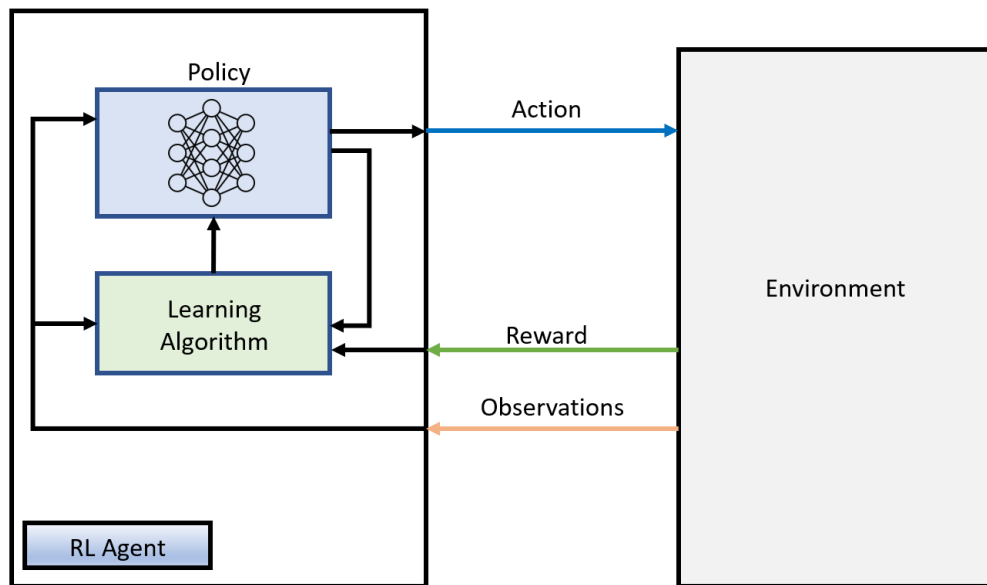 Policy
Action
Learning
Algorithm
Environment
Reward
Observations
RL Agent